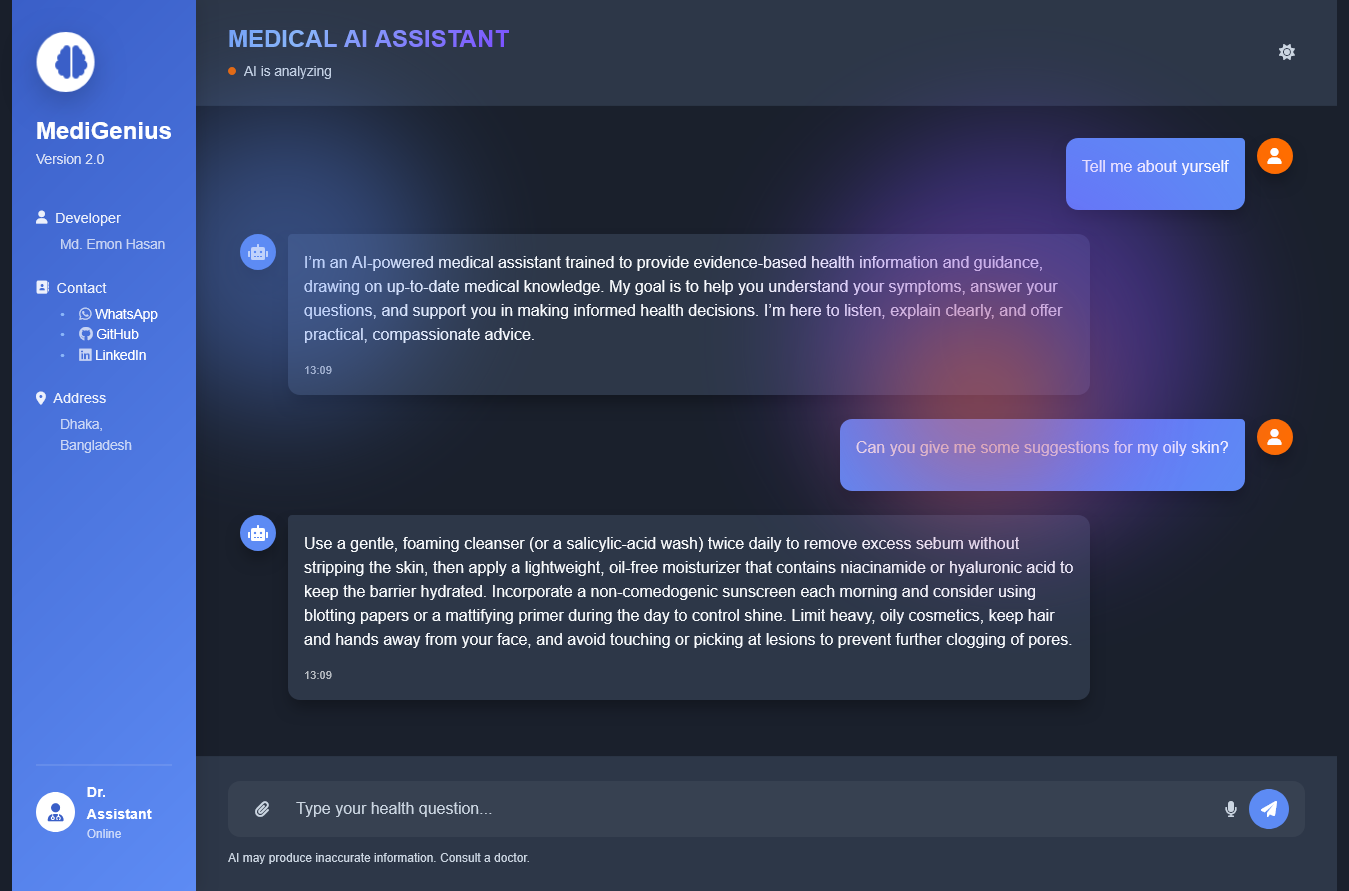 MediGenius
Version 2.0
Developer
Md. Emon Hasan
Contact
WhatsApp
GitHub
LinkedIn
Address
Dhaka,
Bangladesh
Dr.
Assistant
Online
MEDICAL AI ASSISTANT
AI is analyzing
Tell me about yurself
I’m an AI-powered medical assistant trained to provide evidence-based health information and guidance,
drawing on up-to-date medical knowledge. My goal is to help you understand your symptoms, answer your
questions, and support you in making informed health decisions. I’m here to listen, explain clearly, and offer
practical, compassionate advice.
13:09
Can you give me some suggestions for my oily skin?
Use a gentle, foaming cleanser (or a salicylic-acid wash) twice daily to remove excess sebum without
stripping the skin, then apply a lightweight, oil-free moisturizer that contains niacinamide or hyaluronic acid to
keep the barrier hydrated. Incorporate a non-comedogenic sunscreen each morning and consider using
blotting papers or a mattifying primer during the day to control shine. Limit heavy, oily cosmetics, keep hair
and hands away from your face, and avoid touching or picking at lesions to prevent further clogging of pores.
13:09
Type your health question...
AI may produce inaccurate information. Consult a doctor.